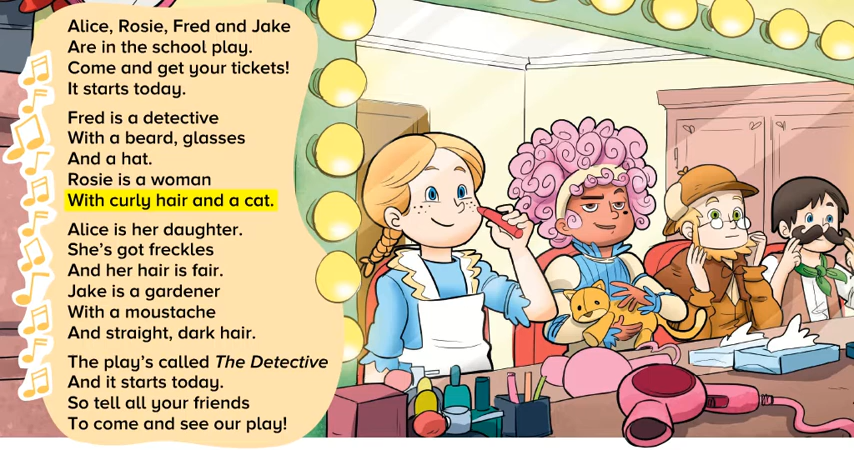 Alice, Rosie, Fred and Jake
Are in the school play.
Come and get your tickets!
It starts today.
Fred is a detective
With a beard, glasses
And a hat.
Rosie is a woman
With curly hair and a cat.
Alice is her daughter.
She's got freckles
And her hair is fair.
Jake is a gardener
With a moustache
And straight, dark hair.
The play's called The Detective
And it starts today.
So tell all your friends
To come and see our play!